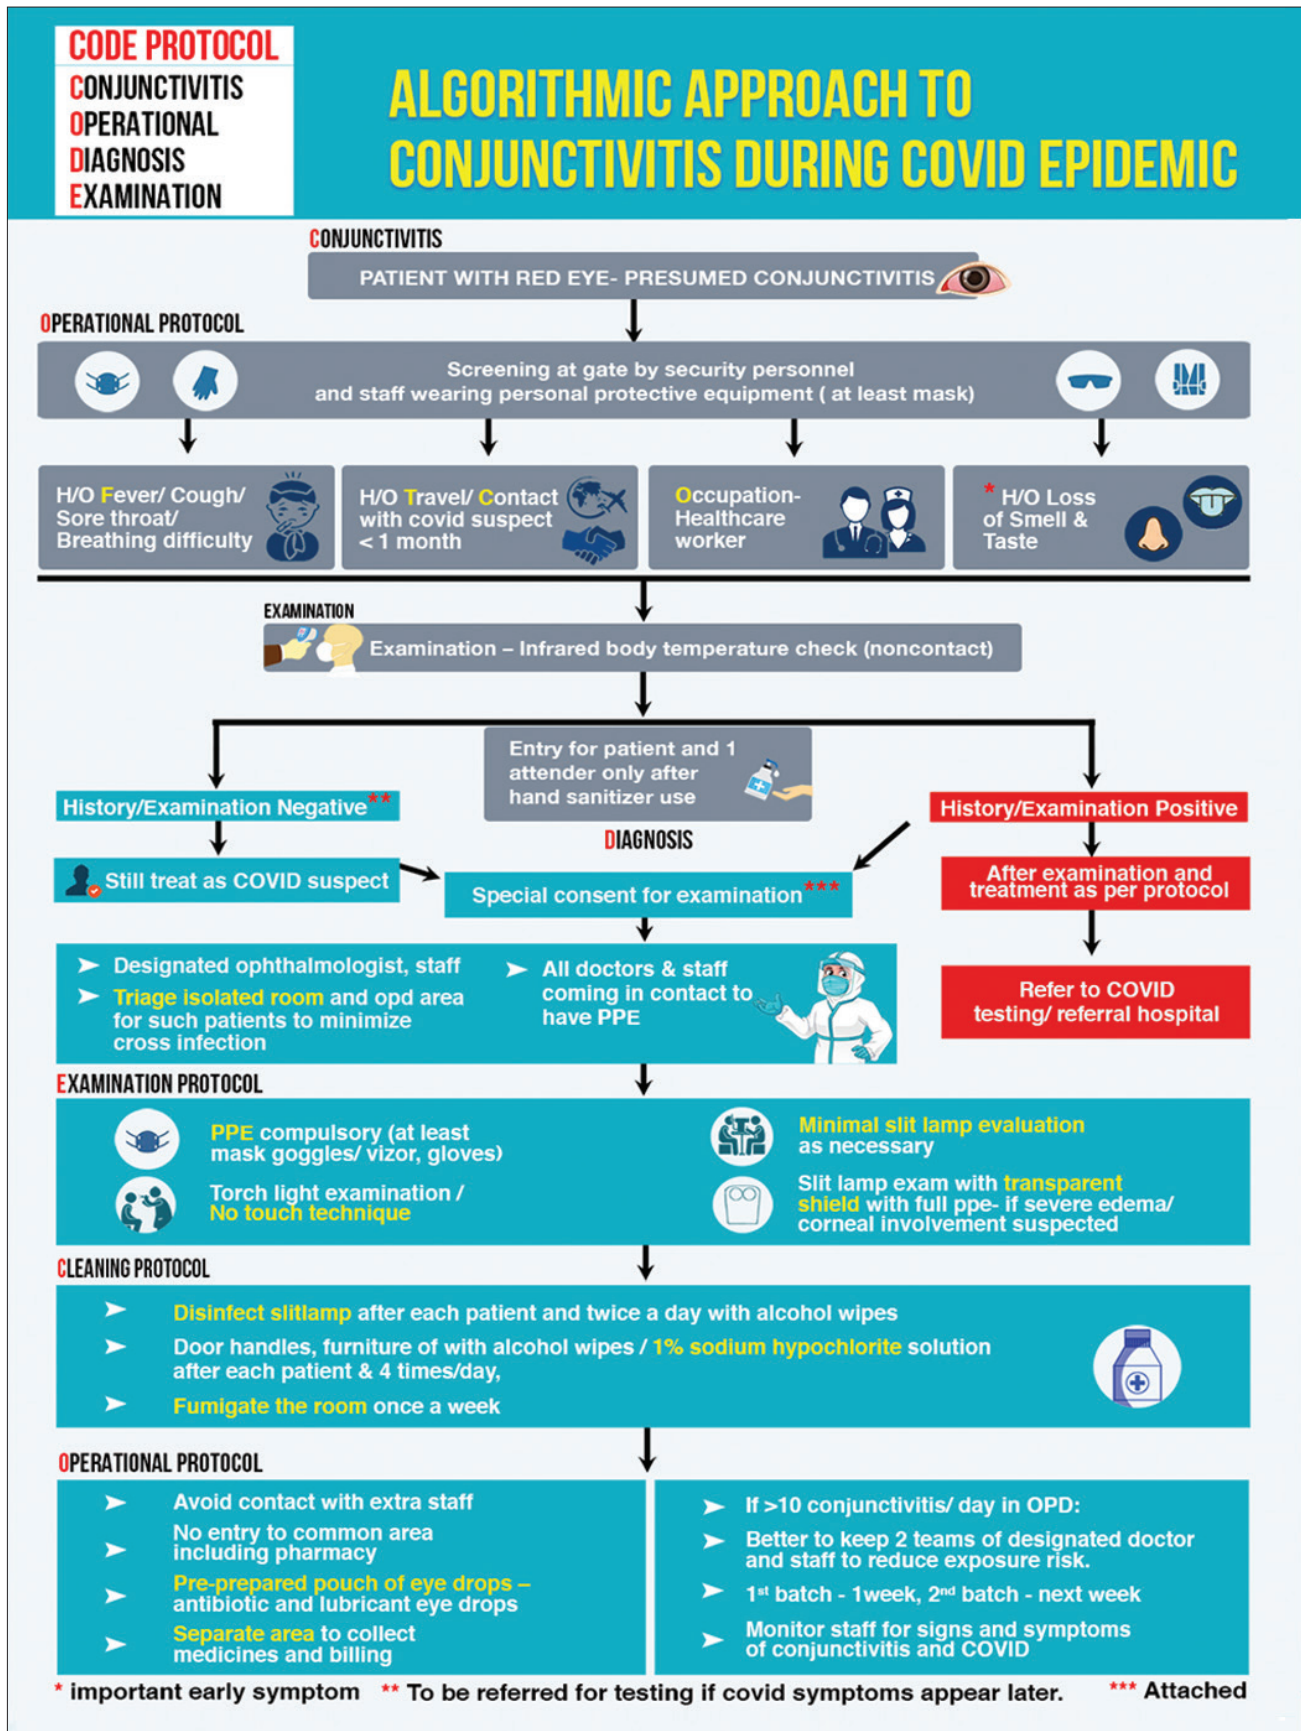 CODE PROTOCOL
CONJUNCTIVITIS
OPERATIONAL
DIAGNOSIS
EXAMINATION
ALGORITHMIC APPROACH TO
CONJUNCTIVITIS DURING COVID EPIDEMIC
CONJUNCTIVITIS
PATIENT WITH RED EYE- PRESUMED CONJUNCTIVITIS
OPERATIONAL PROTOCOL
Screening at gate by security personnel
and staff wearing personal protective equipment ( at least mask)
H/O Fever/ Cough/
Sore throat/
Breathing difficulty
H/O Travel/ Contact
with covid suspect
< 1 month
Occupation-
Healthcare
worker
* H/O Loss
of Smell &
Taste
EXAMINATION
Examination – Infrared body temperature check (noncontact)
Entry for patient and 1
attender only after
hand sanitizer use
History/Examination Negative**
History/Examination Positive
DIAGNOSIS
Still treat as COVID suspect
Special consent for examination***
After examination and
treatment as per protocol
Refer to COVID
testing/ referral hospital
➤ Designated ophthalmologist, staff
➤ Triage isolated room and opd area
for such patients to minimize
cross infection
➤ All doctors & staff
coming in contact to
have PPE
EXAMINATION PROTOCOL
PPE compulsory (at least
mask goggles/ vizor, gloves)
Torch light examination /
No touch technique
Minimal slit lamp evaluation
as necessary
Slit lamp exam with transparent
shield with full ppe- if severe edema/
corneal involvement suspected
CLEANING PROTOCOL
➤ Disinfect slitlamp after each patient and twice a day with alcohol wipes
➤ Door handles, furniture of with alcohol wipes / 1% sodium hypochlorite solution
after each patient & 4 times/day,
➤ Fumigate the room once a week
OPERATIONAL PROTOCOL
➤ Avoid contact with extra staff
➤ No entry to common area
including pharmacy
➤ Pre-prepared pouch of eye drops –
antibiotic and lubricant eye drops
➤ Separate area to collect
medicines and billing
➤ If >10 conjunctivitis/ day in OPD:
➤ Better to keep 2 teams of designated doctor
and staff to reduce exposure risk.
➤ 1st batch - 1week, 2nd batch - next week
➤ Monitor staff for signs and symptoms
of conjunctivitis and COVID
* important early symptom ** To be referred for testing if covid symptoms appear later. *** Attached